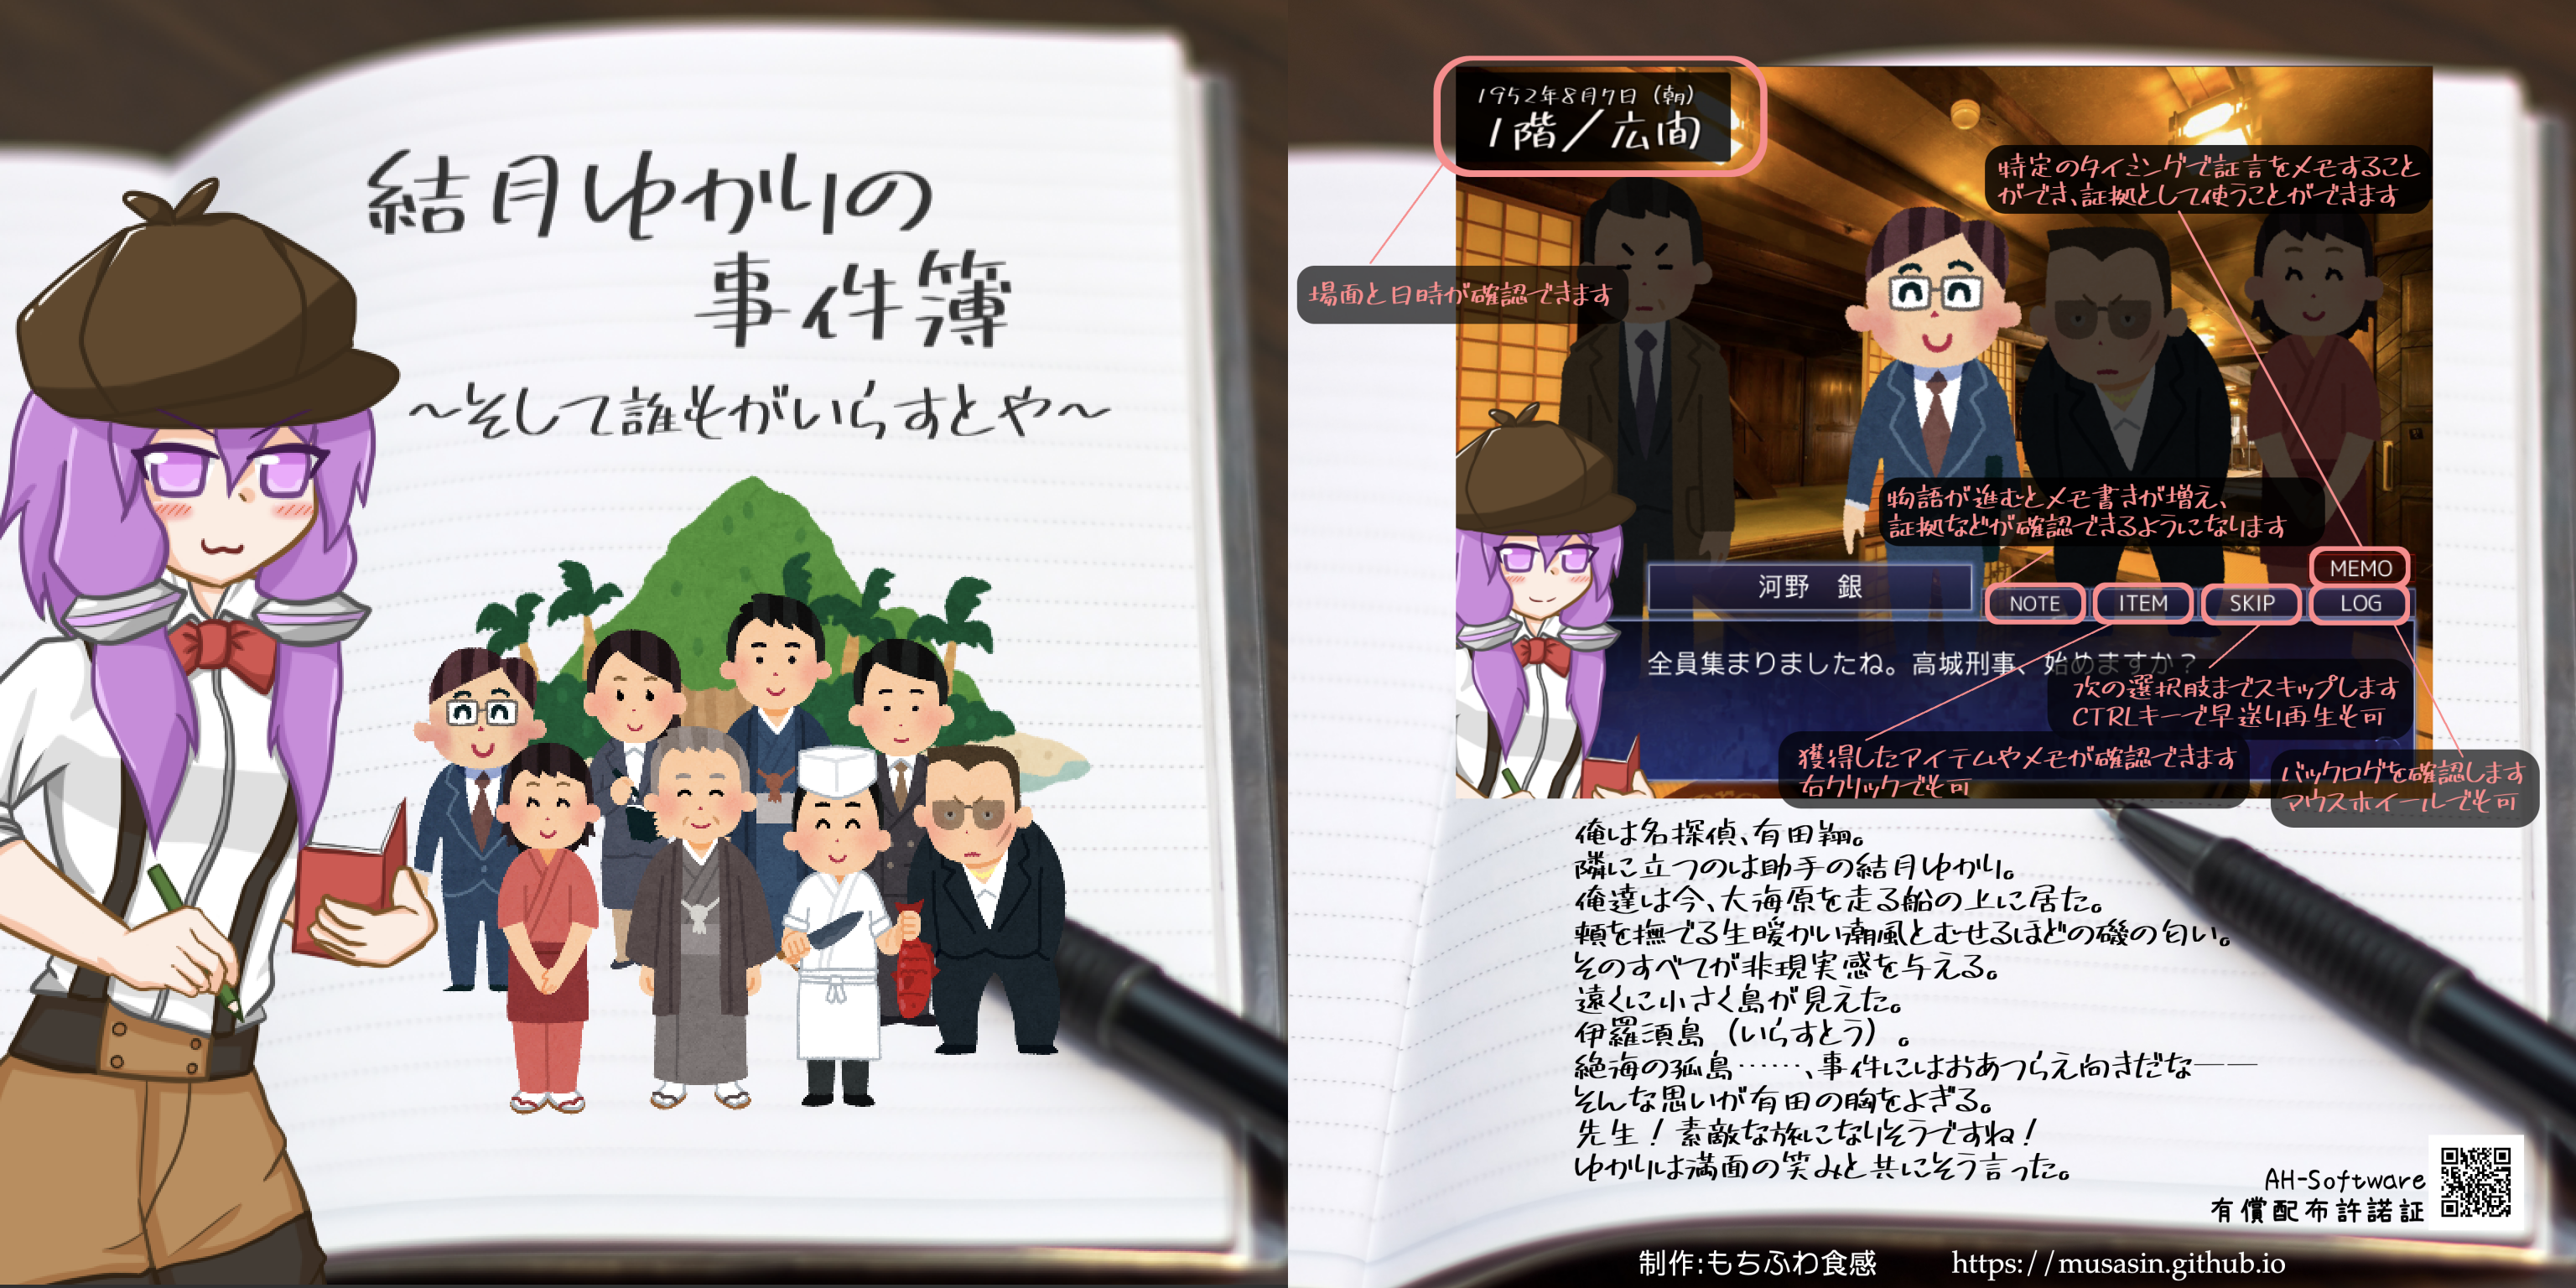 結月ゆかりの
事件簿
～そして誰もがいらすとや～
1952年8月7日（朝）
1階／広間
特定のタイミングで証言をメモすること
ができ、証拠として使うことができます
場面と日時が確認できます
物語が進むとメモ書きが増え、
証拠などが確認できるようになります
MEMO
河野　銀
NOTE
ITEM
SKIP
LOG
全員集まりましたね。高城刑事、始めますか？
次の選択肢までスキップします
CTRLキーで早送り再生も可
獲得したアイテムやメモが確認できます
右クリックでも可
バックログを確認します
マウスホイールでも可
俺は名探偵、有田翔。
隣に立つのは助手の結月ゆかり。
俺達は今、大海原を走る船の上に居た。
頬を撫でる生暖かい潮風とむせるほどの磯の匂い。
そのすべてが非現実感を与える。
遠くに小さく島が見えた。
伊羅須島（いらすとう）。
絶海の孤島……、事件にはおあつらえ向きだな――
そんな思いが有田の胸をよぎる。
先生！素敵な旅になりそうですね！
ゆかりは満面の笑みと共にそう言った。
AH-Software
有償配布許諾証
制作:もちふわ食感
https://musasin.github.io